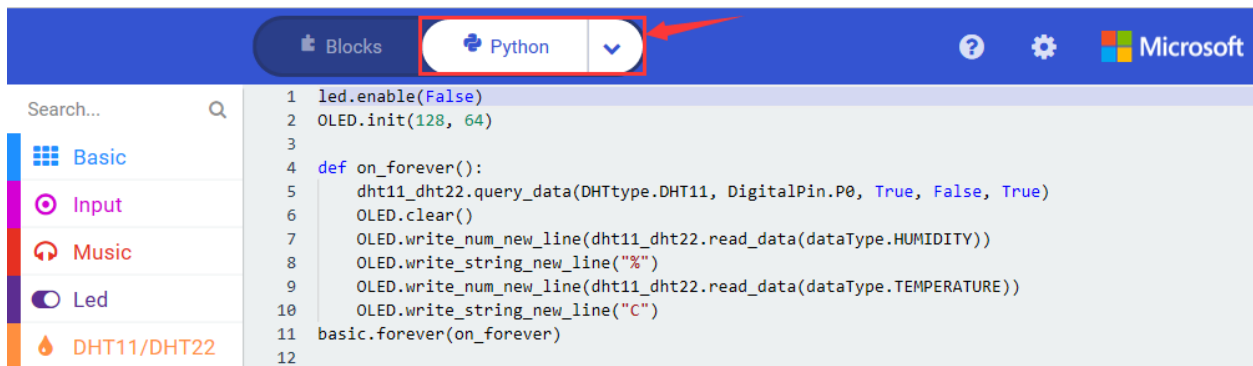 Blocks
Python
?
Microsoft
Search...
Basic
Input
Music
Led
DHT11/DHT22
1 led.enable(False)
2 OLED.init(128, 64)
3
4 def on_forever():
5     dht11_dht22.query_data(DHTtype.DHT11, DigitalPin.P0, True, False, True)
6     OLED.clear()
7     OLED.write_num_new_line(dht11_dht22.read_data(dataType.HUMIDITY))
8     OLED.write_string_new_line("%")
9     OLED.write_num_new_line(dht11_dht22.read_data(dataType.TEMPERATURE))
10     OLED.write_string_new_line("C")
11 basic.forever(on_forever)
12